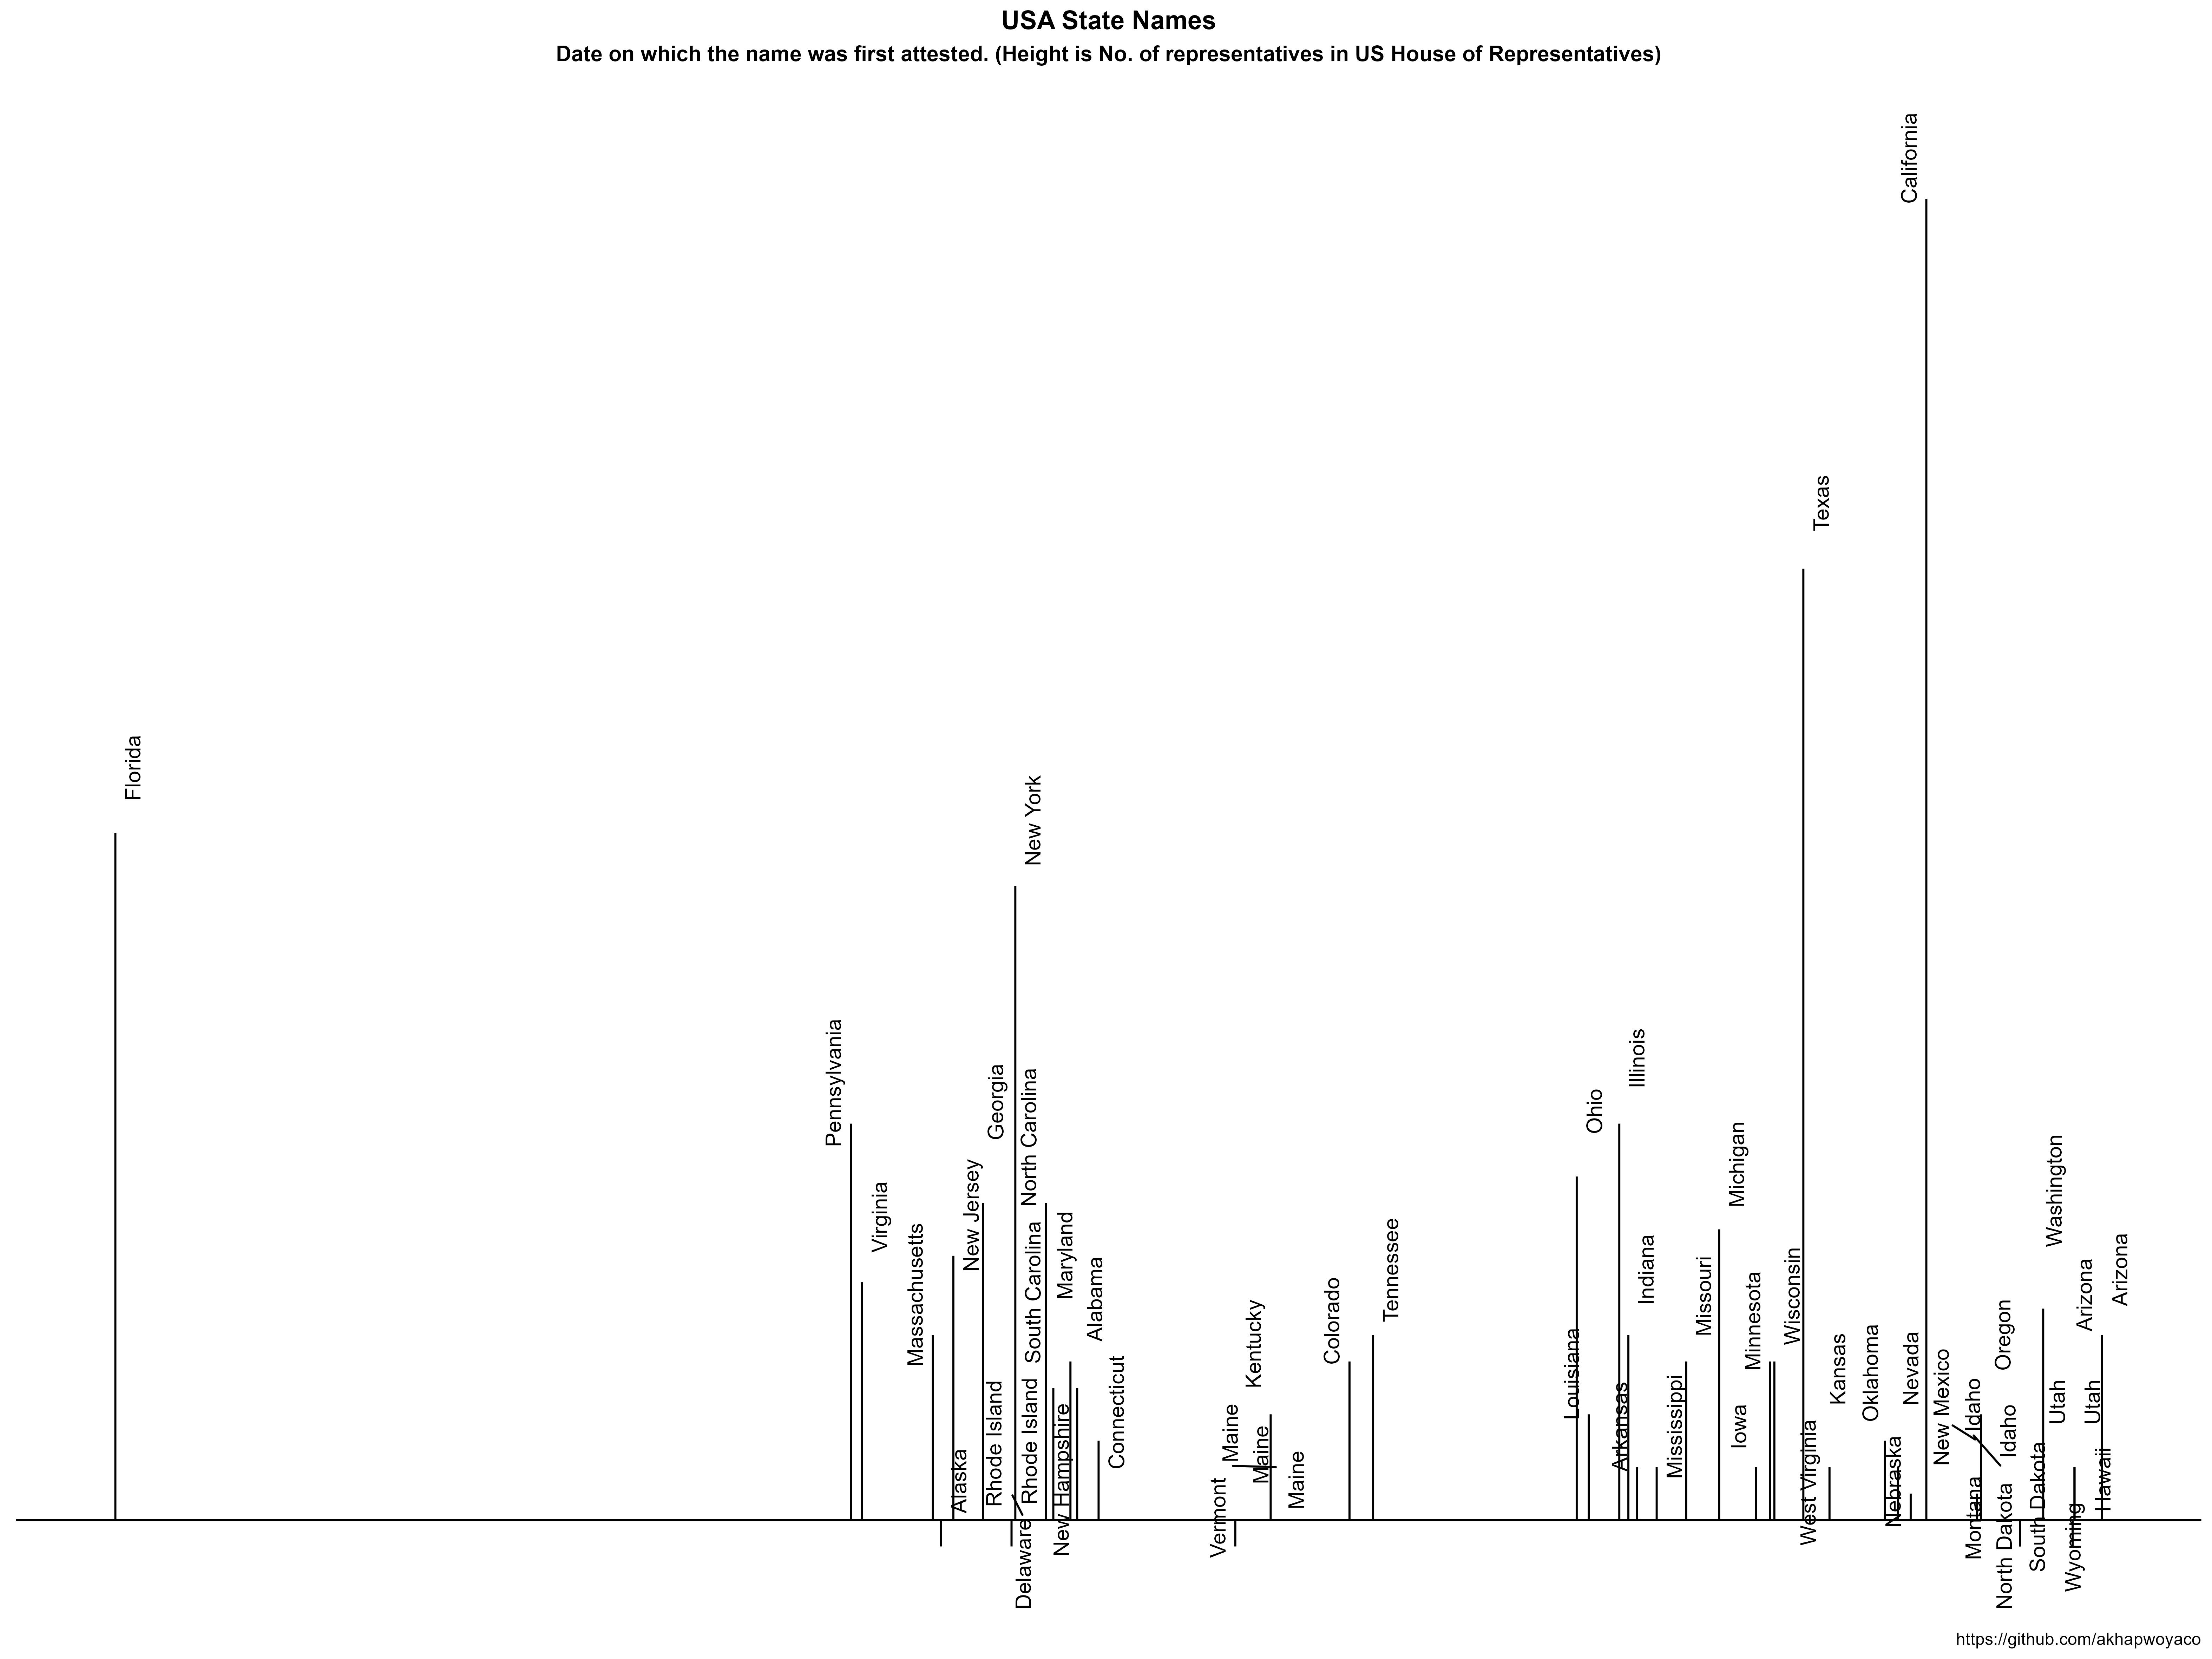 USA State Names
Date on which the name was first attested. (Height is No. of representatives in US House of Representatives)
Florida
Pennsylvania
Virginia
Massachusetts
Alaska
New Jersey
Georgia
Rhode Island
New York
North Carolina
South Carolina
Rhode Island
Delaware
Maryland
New Hampshire
Alabama
Connecticut
Vermont
Maine
Kentucky
Maine
Maine
Colorado
Tennessee
Louisiana
Ohio
Arkansas
Illinois
Indiana
Mississippi
Missouri
Michigan
Iowa
Minnesota
Wisconsin
West Virginia
Texas
Kansas
Oklahoma
Nebraska
Nevada
California
New Mexico
Idaho
Montana
Oregon
Idaho
North Dakota
South Dakota
Washington
Utah
Wyoming
Arizona
Utah
Hawaii
Arizona
https://github.com/akhapwoyaco